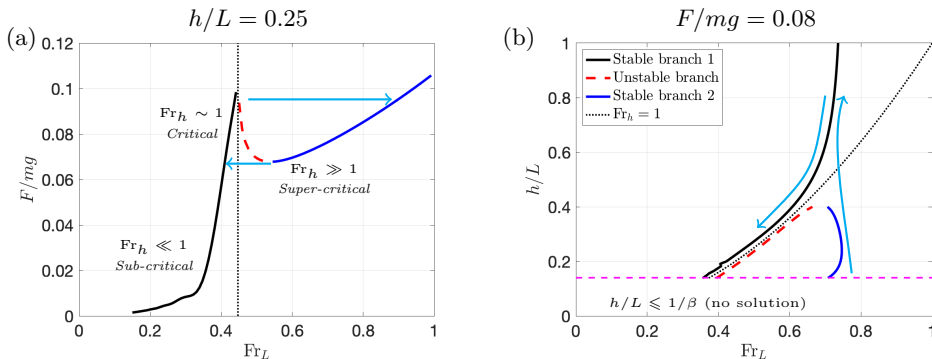 h/L = 0.25
(a)
F/mg
0.12
0.1
0.08
0.06
0.04
0.02
0
Fr_h ∼ 1
Critical
Fr_h ≫ 1
Super-critical
Fr_h ≪ 1
Sub-critical
0 0.2 0.4 0.6 0.8 1
Fr_L
F/mg = 0.08
(b)
h/L
1
0.8
0.6
0.4
0.2
0
Stable branch 1
Unstable branch
Stable branch 2
Fr_h = 1
h/L ⩽ 1/β (no solution)
0 0.2 0.4 0.6 0.8 1
Fr_L